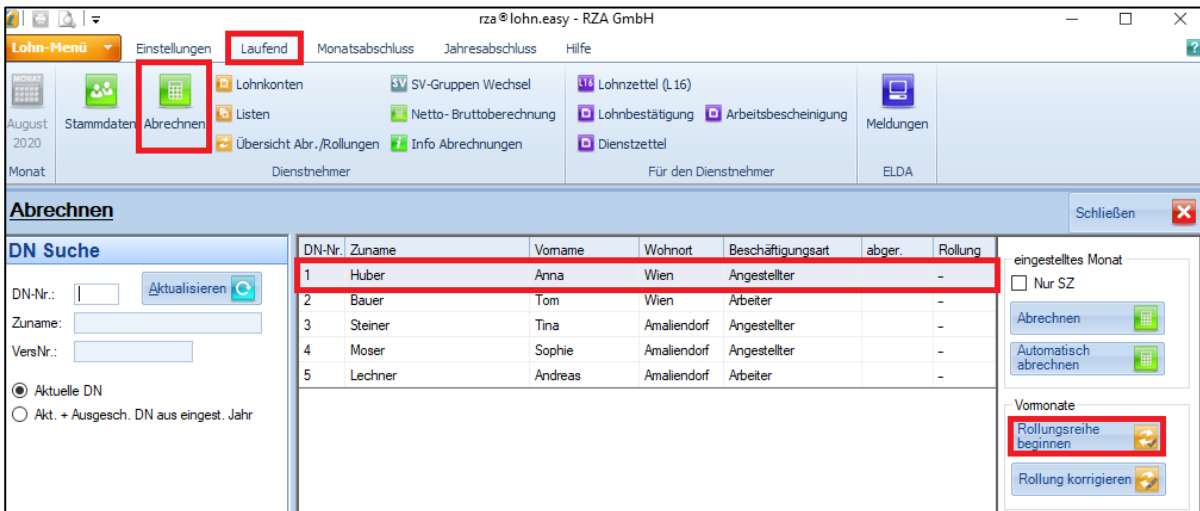 rza®lohn.easy - RZA GmbH
Lohn-Menü Einstellungen Laufend Monatsabschluss Jahresabschluss Hilfe
MONAT
August
2020
Monat
Stammdaten
Abrechnen
Lohnkonten
Listen
Übersicht Abr./Rollungen
SV SV-Gruppen Wechsel
Netto- Bruttoberechnung
Info Abrechnungen
Dienstnehmer
L16 Lohnzettel (L16)
Lohnbestätigung
Arbeitsbescheinigung
Dienstzettel
Für den Dienstnehmer
Meldungen
ELDA
Abrechnen
Schließen
DN Suche
DN-Nr.:
Aktualisieren
Zuname:
VersNr.:
Aktuelle DN
Akt. + Ausgesch. DN aus eingest. Jahr
DN-Nr. Zuname Vorname Wohnort Beschäftigungsart abger. Rollung
1 Huber Anna Wien Angestellter -
2 Bauer Tom Wien Arbeiter -
3 Steiner Tina Amaliendorf Angestellter -
4 Moser Sophie Amaliendorf Angestellter -
5 Lechner Andreas Amaliendorf Arbeiter -
eingestelltes Monat
Nur SZ
Abrechnen
Automatisch
abrechnen
Vormonate
Rollungsreihe
beginnen
Rollung korrigieren